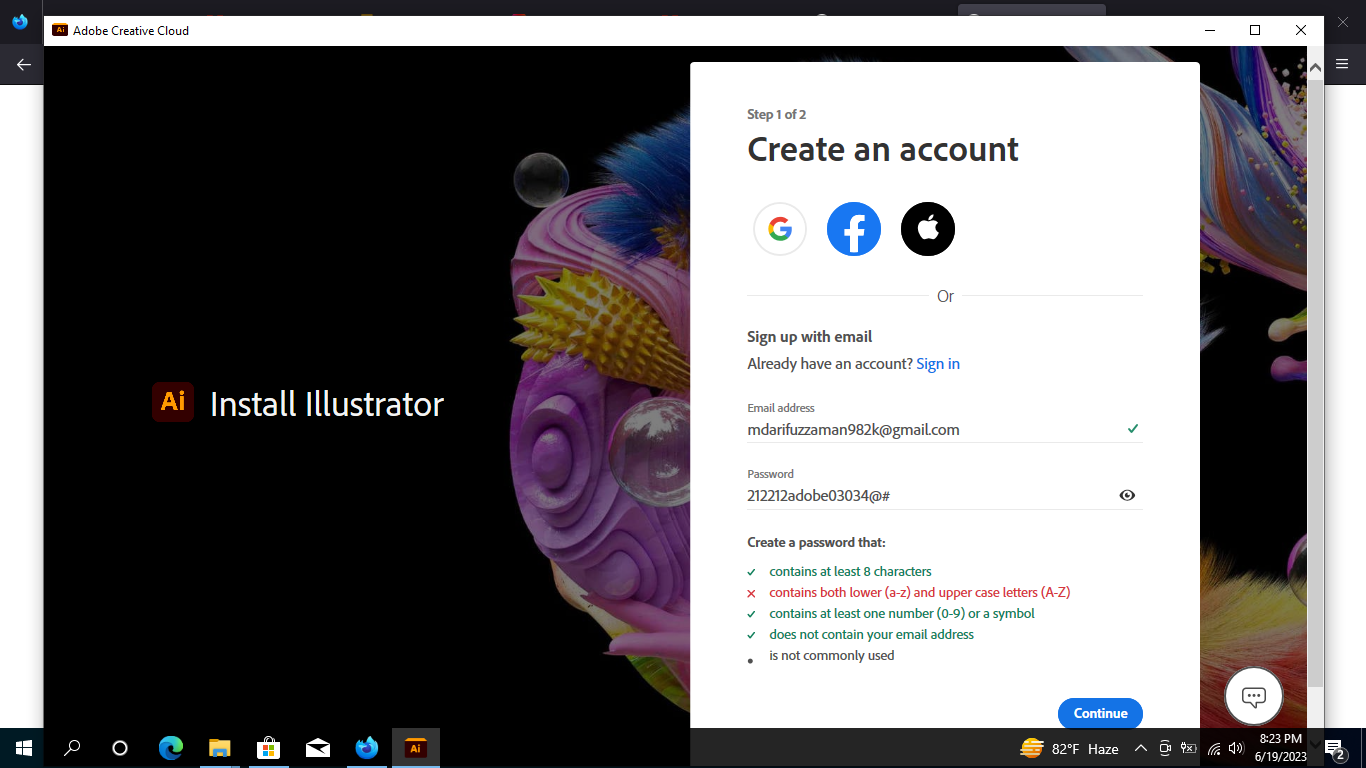 Ai Adobe Creative Cloud
Step 1 of 2
Create an account
Or
Sign up with email
Already have an account? Sign in
Ai Install Illustrator
Email address
mdarifuzzaman982k@gmail.com
Password
212212adobe03034@#
Create a password that:
contains at least 8 characters
contains both lower (a-z) and upper case letters (A-Z)
contains at least one number (0-9) or a symbol
does not contain your email address
is not commonly used
Continue
Ai
82°F Haze
8:23 PM
6/19/2023
2